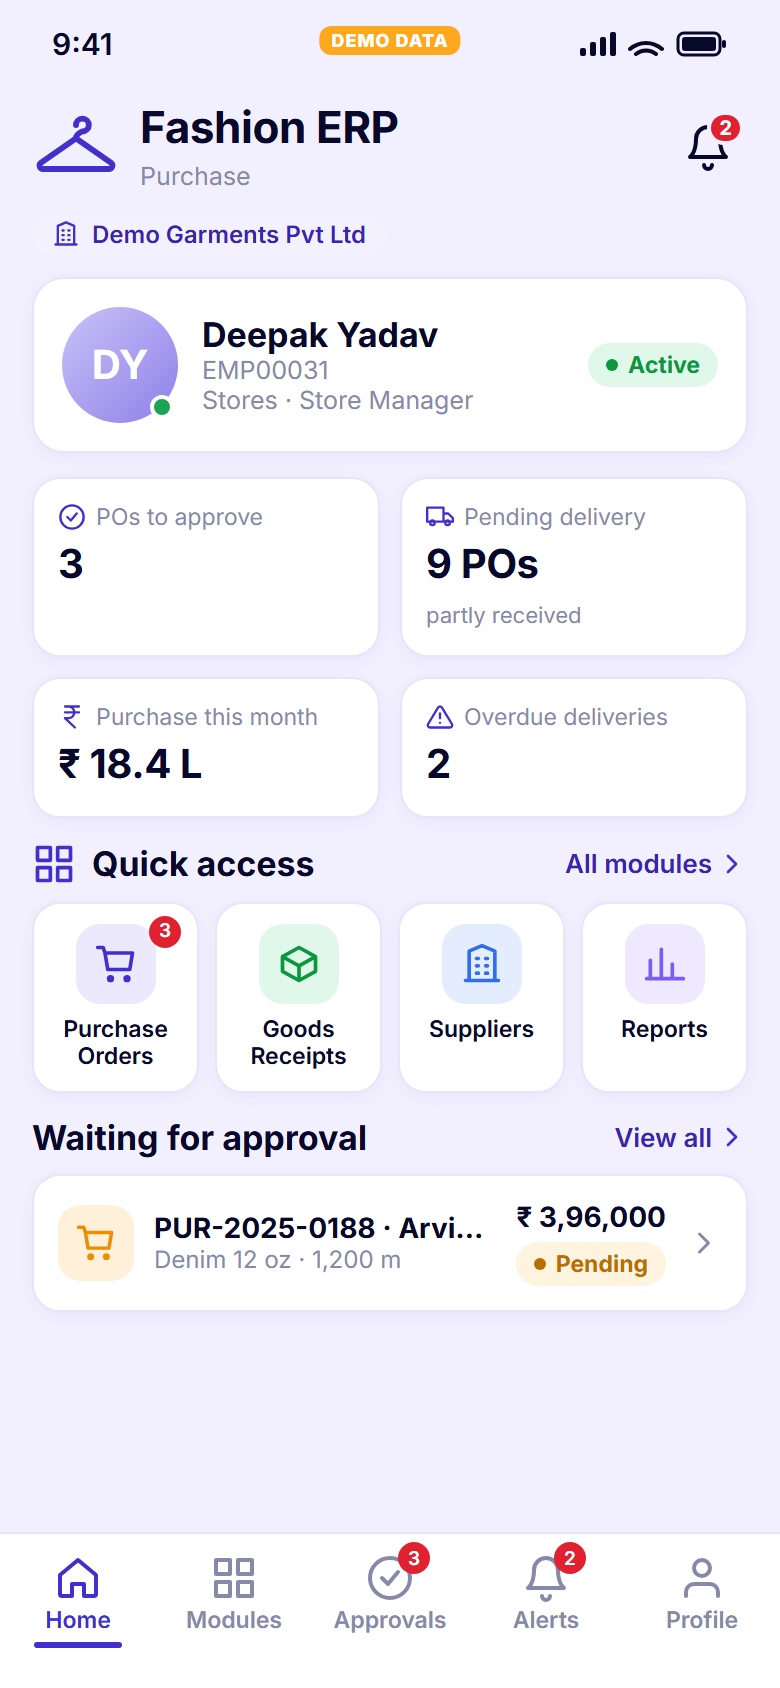 9:41
DEMO DATA
Fashion ERP
2
Purchase
Demo Garments Pvt Ltd
DY
Deepak Yadav
EMP00031
Stores · Store Manager
Active
POs to approve
3
Pending delivery
9 POs
partly received
₹ Purchase this month
₹ 18.4 L
Overdue deliveries
2
Quick access
All modules
3
Purchase
Orders
Goods
Receipts
Suppliers
Reports
Waiting for approval
View all
PUR-2025-0188 · Arvi...
Denim 12 oz · 1,200 m
₹ 3,96,000
Pending
Home
Modules
3
Approvals
2
Alerts
Profile